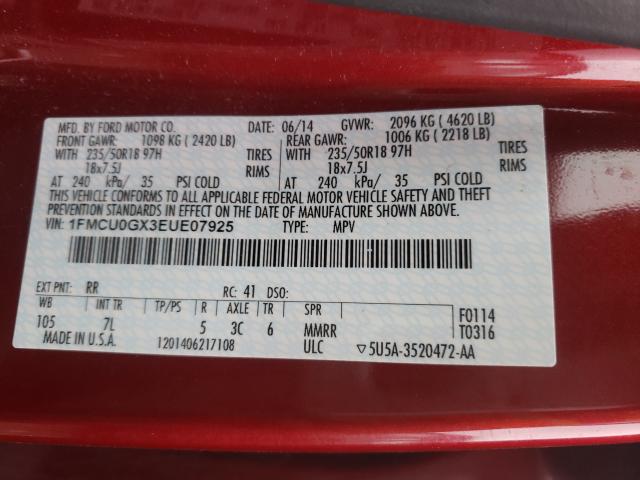 MFD. BY FORD MOTOR CO. DATE: 06/14 GVWR: 2096 KG ( 4620 LB)
FRONT GAWR: 1098 KG ( 2420 LB) REAR GAWR: 1006 KG ( 2218 LB)
WITH 235/50R18 97H TIRES WITH 235/50R18 97H TIRES
18x7.5J RIMS 18x7.5J RIMS
AT 240 kPa/ 35 PSI COLD AT 240 kPa/ 35 PSI COLD
THIS VEHICLE CONFORMS TO ALL APPLICABLE FEDERAL MOTOR VEHICLE SAFETY AND THEFT
PREVENTION STANDARDS IN EFFECT ON THE DATE OF MANUFACTURE SHOWN ABOVE.
VIN: 1FMCU0GX3EUE07925 TYPE: MPV
EXT PNT: RR RC: 41 DSO:
WB INT TR TP/PS R AXLE TR SPR F0114
105 7L 5 3C 6 MMRR T0316
MADE IN U.S.A. 1201406217108 ULC ▽5U5A-3520472-AA